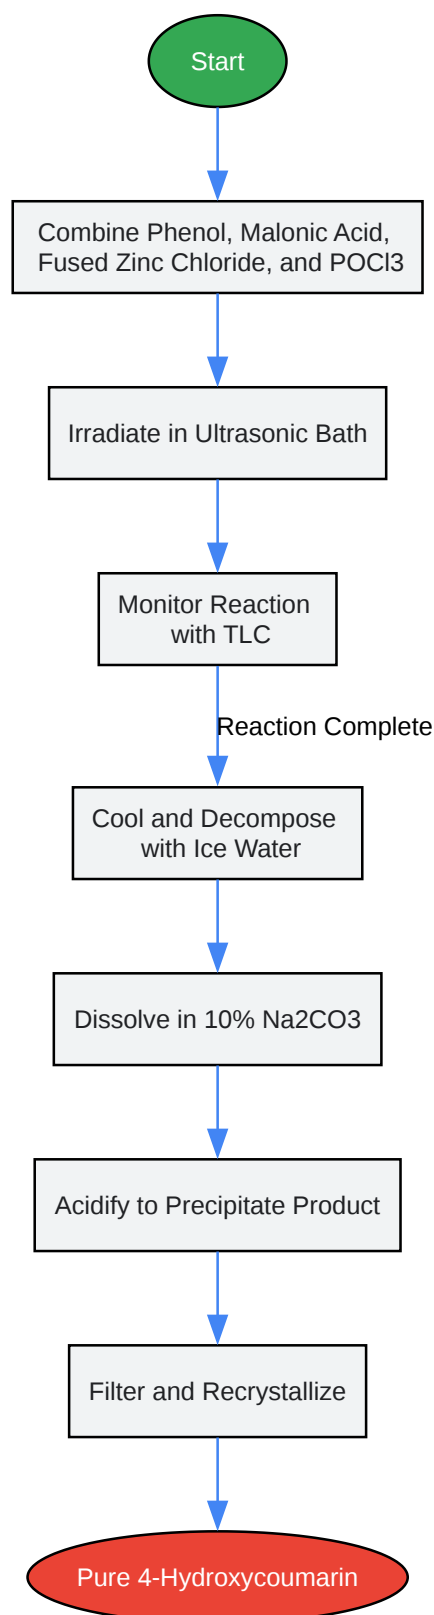 Start
Combine Phenol, Malonic Acid,
Fused Zinc Chloride, and POCl3
Irradiate in Ultrasonic Bath
Monitor Reaction
with TLC
Reaction Complete
Cool and Decompose
with Ice Water
Dissolve in 10% Na2CO3
Acidify to Precipitate Product
Filter and Recrystallize
Pure 4-Hydroxycoumarin